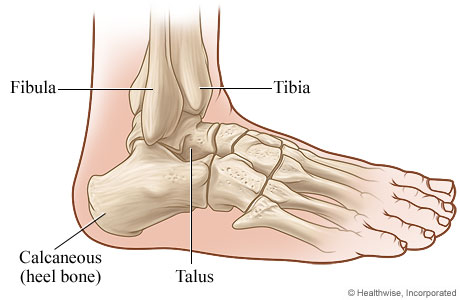 Fibula
Tibia
Calcaneous
(heel bone)
Talus
© Healthwise, Incorporated